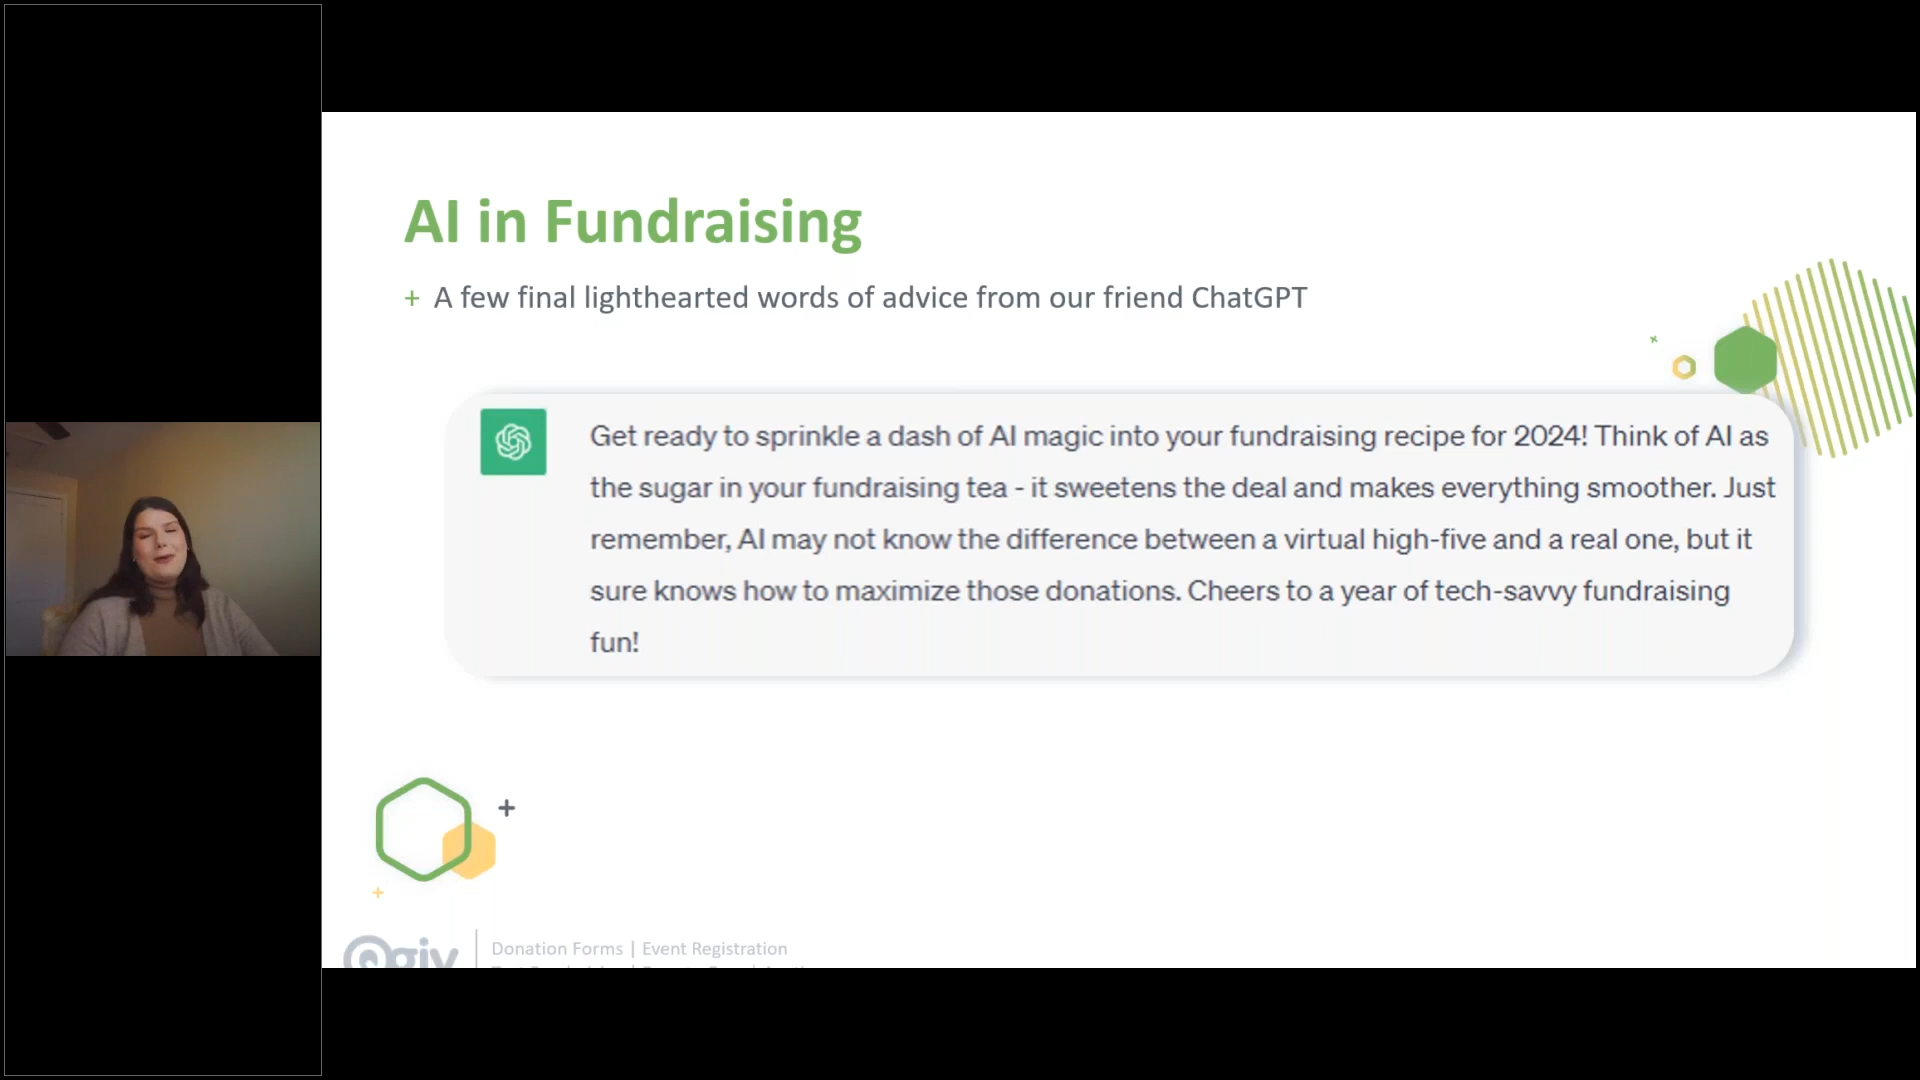 AI in Fundraising
+ A few final lighthearted words of advice from our friend ChatGPT
Get ready to sprinkle a dash of AI magic into your fundraising recipe for 2024! Think of AI as
the sugar in your fundraising tea - it sweetens the deal and makes everything smoother. Just
remember, AI may not know the difference between a virtual high-five and a real one, but it
sure knows how to maximize those donations. Cheers to a year of tech-savvy fundraising
fun!
Qgiv
Donation Forms | Event Registration